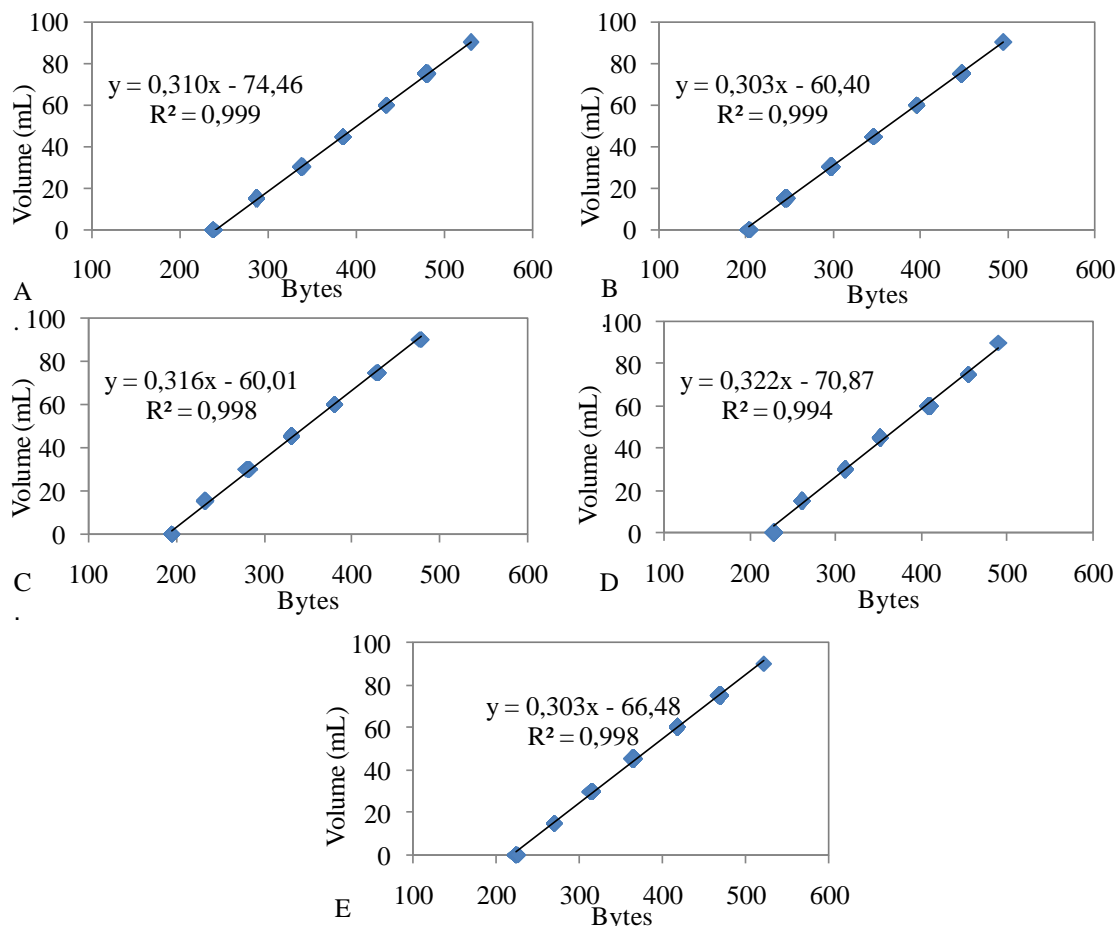 100
80
60
40
20
0
Volume (mL)
y = 0,310x - 74,46
R² = 0,999
100 200 300 400 500 600
Bytes
A
.
100
80
60
40
20
0
Volume (mL)
y = 0,303x - 60,40
R² = 0,999
100 200 300 400 500 600
Bytes
B
.
100
80
60
40
20
0
Volume (mL)
y = 0,316x - 60,01
R² = 0,998
100 200 300 400 500 600
Bytes
C
.
100
80
60
40
20
0
Volume (mL)
y = 0,322x - 70,87
R² = 0,994
100 200 300 400 500 600
Bytes
D
100
80
60
40
20
0
Volume (mL)
y = 0,303x - 66,48
R² = 0,998
100 200 300 400 500 600
Bytes
E